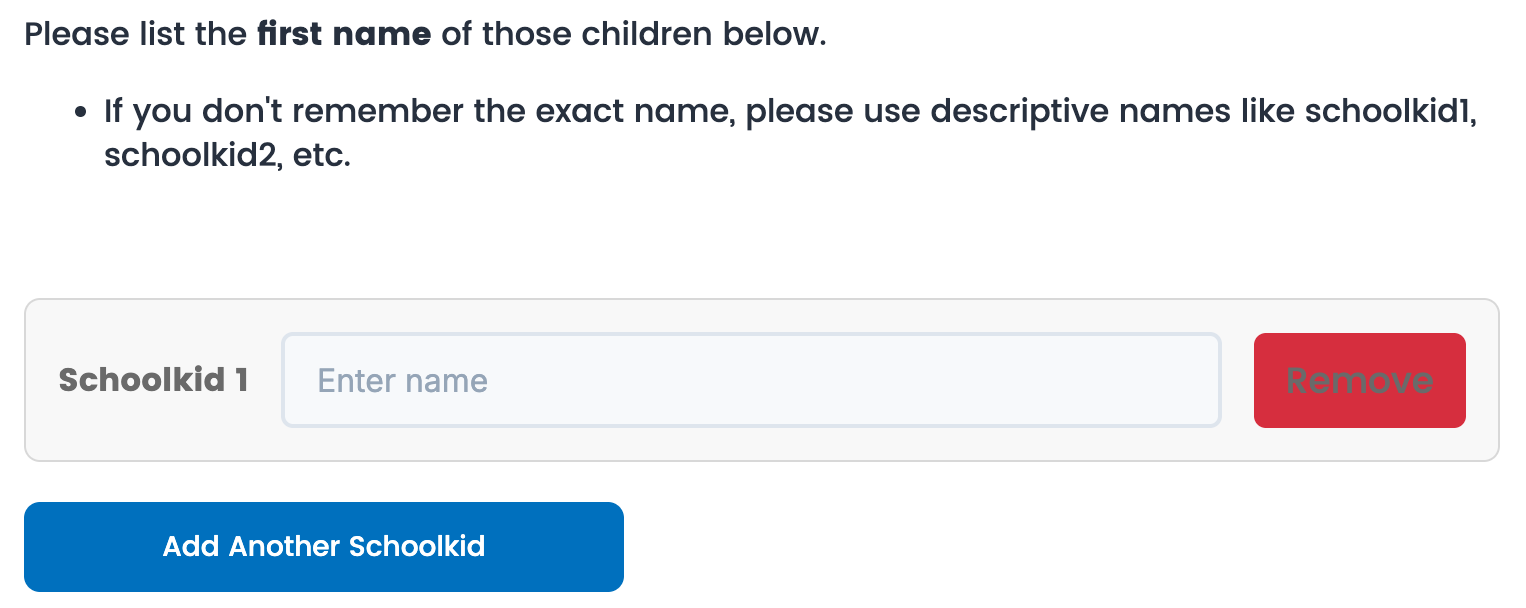 Please list the first name of those children below.
• If you don't remember the exact name, please use descriptive names like schoolkid1,
schoolkid2, etc.
Schoolkid 1
Enter name
Remove
Add Another Schoolkid